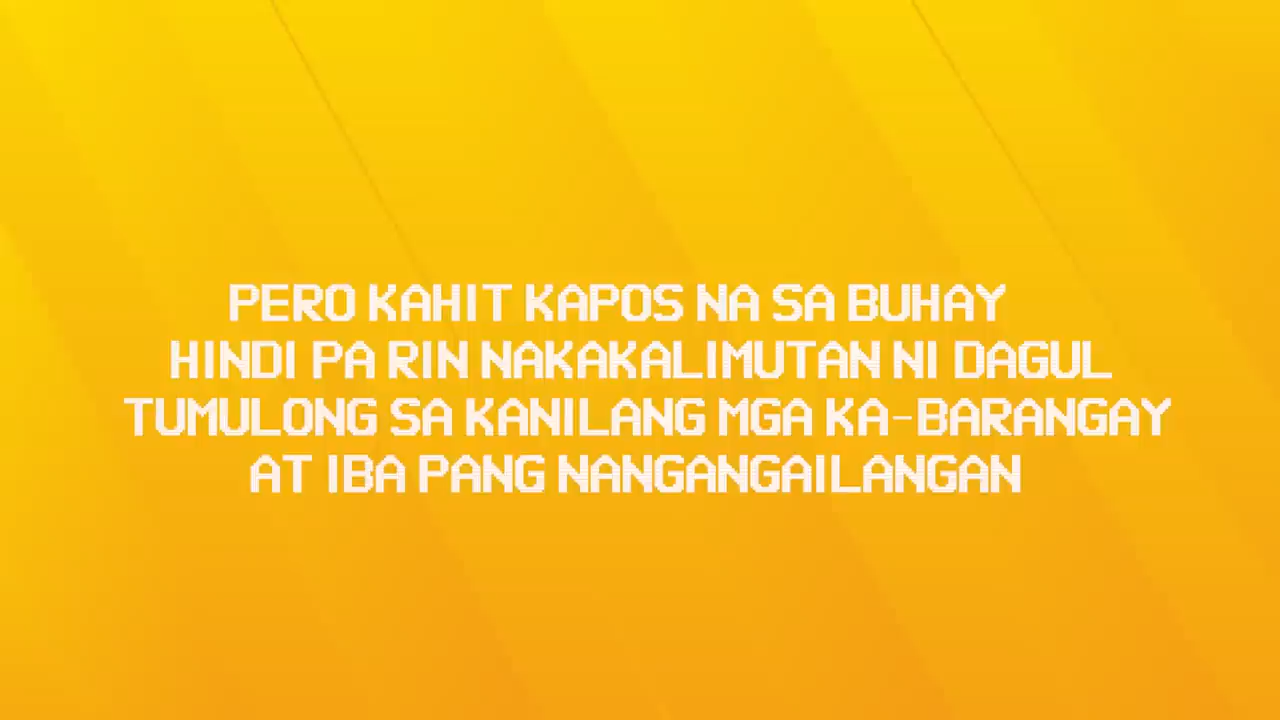 PERO KAHIT KAPOS NA SA BUHAY
HINDI PA RIN NAKAKALIMUTAN NI DAGUL
TUMULONG SA KANILANG MGA KA-BARANGAY
AT IBA PANG NANGANGAILANGAN